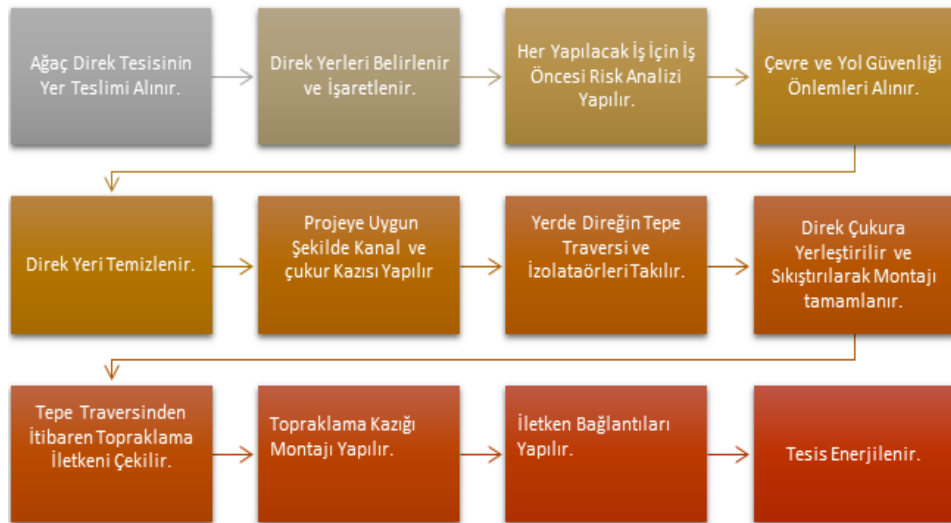 Ağaç Direk Tesisinin
Yer Teslimi Alınır.
Direk Yerleri Belirlenir
ve İşaretlenir.
Her Yapılacak İş İçin İş
Öncesi Risk Analizi
Yapılır.
Çevre ve Yol Güvenliği
Önlemleri Alınır.
Direk Yeri Temizlenir.
Projeye Uygun
Şekilde Kanal ve
çukur Kazısı Yapılır
Yerde Direğin Tepe
Traversi ve
İzolataörleri Takılır.
Direk Çukura
Yerleştirilir ve
Sıkıştırılarak Montajı
tamamlanır.
Tepe Traversinden
İtibaren Topraklama
İletkeni Çekilir.
Topraklama Kazığı
Montajı Yapılır.
İletken Bağlantıları
Yapılır.
Tesis Enerjilenir.